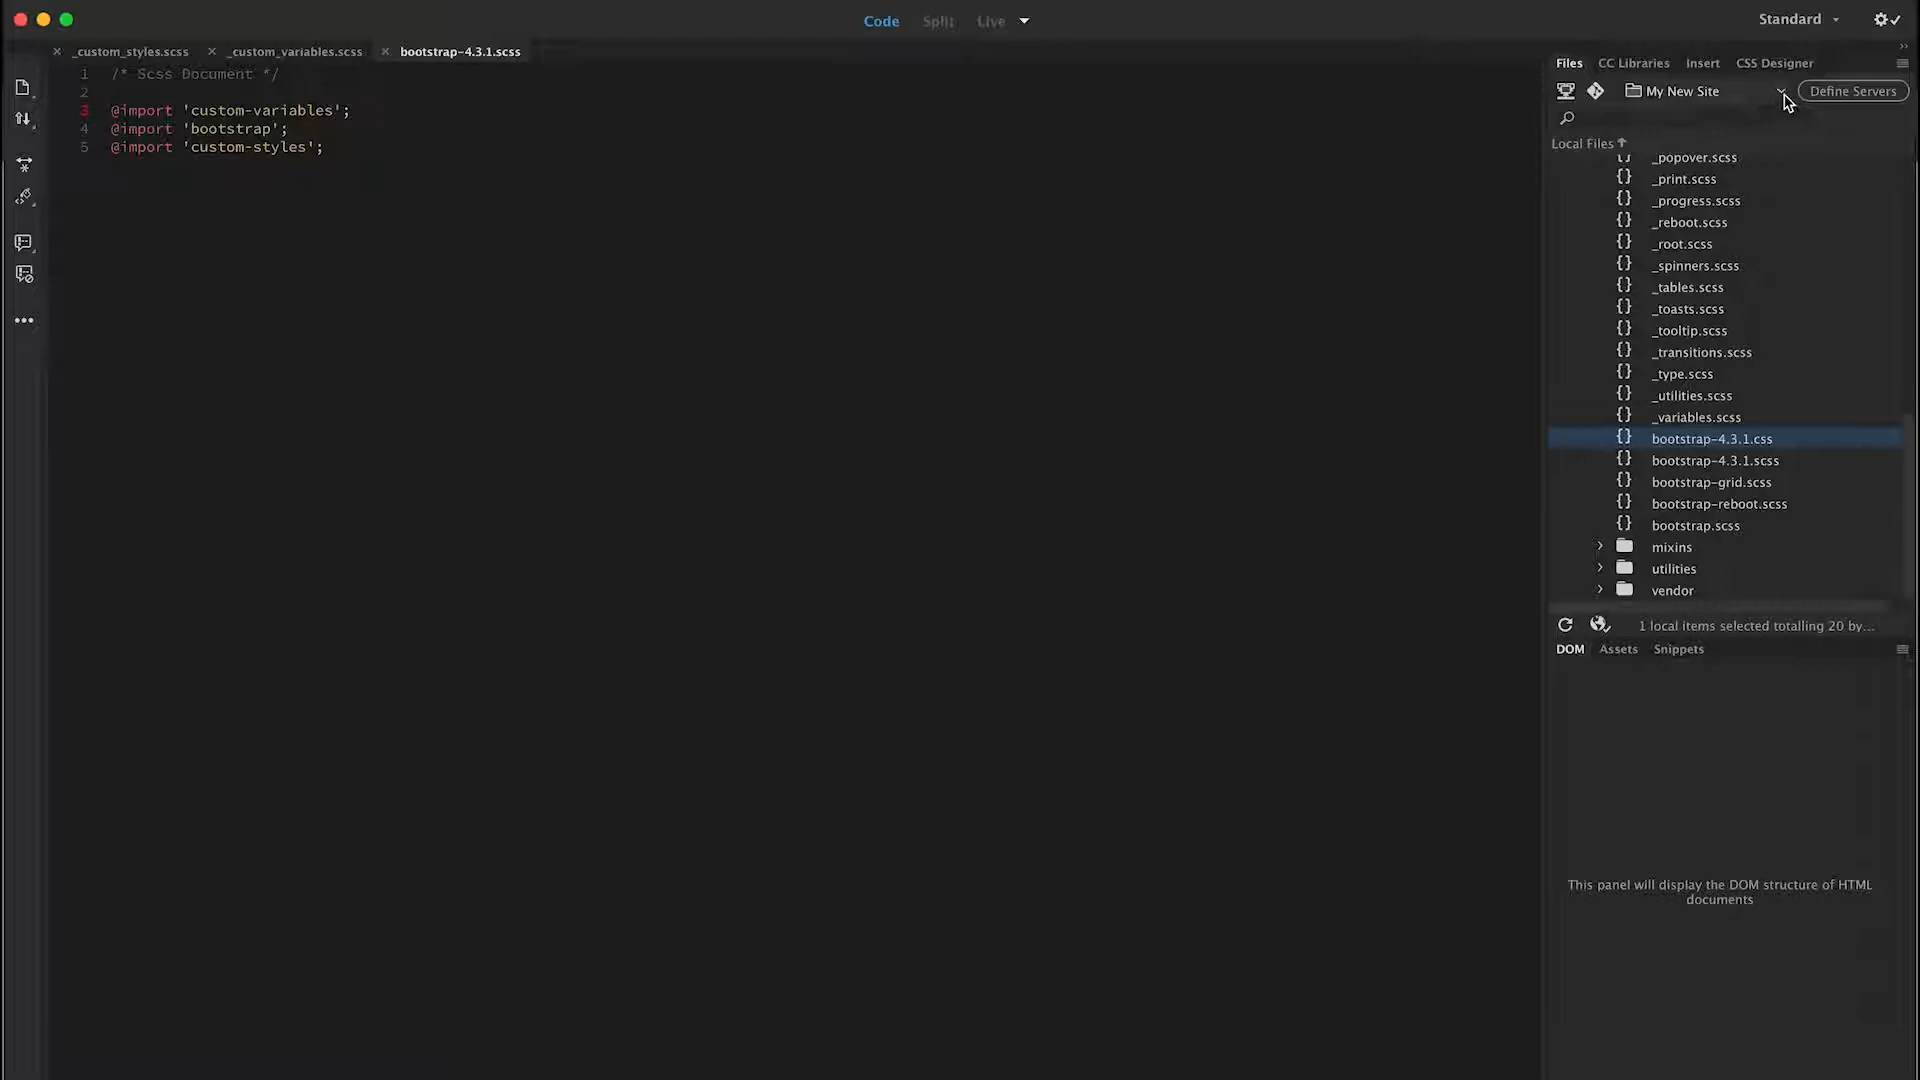 Code Split Live Standard
_custom_styles.scss _custom_variables.scss bootstrap-4.3.1.scss
1 /* Scss Document */
2
3 @import 'custom-variables';
4 @import 'bootstrap';
5 @import 'custom-styles';
Files CC Libraries Insert CSS Designer
My New Site Define Servers
Local Files
_popover.scss
_print.scss
_progress.scss
_reboot.scss
_root.scss
_spinners.scss
_tables.scss
_toasts.scss
_tooltip.scss
_transitions.scss
_type.scss
_utilities.scss
_variables.scss
bootstrap-4.3.1.css
bootstrap-4.3.1.scss
bootstrap-grid.scss
bootstrap-reboot.scss
bootstrap.scss
mixins
utilities
vendor
1 local items selected totalling 20 by...
DOM Assets Snippets
This panel will display the DOM structure of HTML
documents